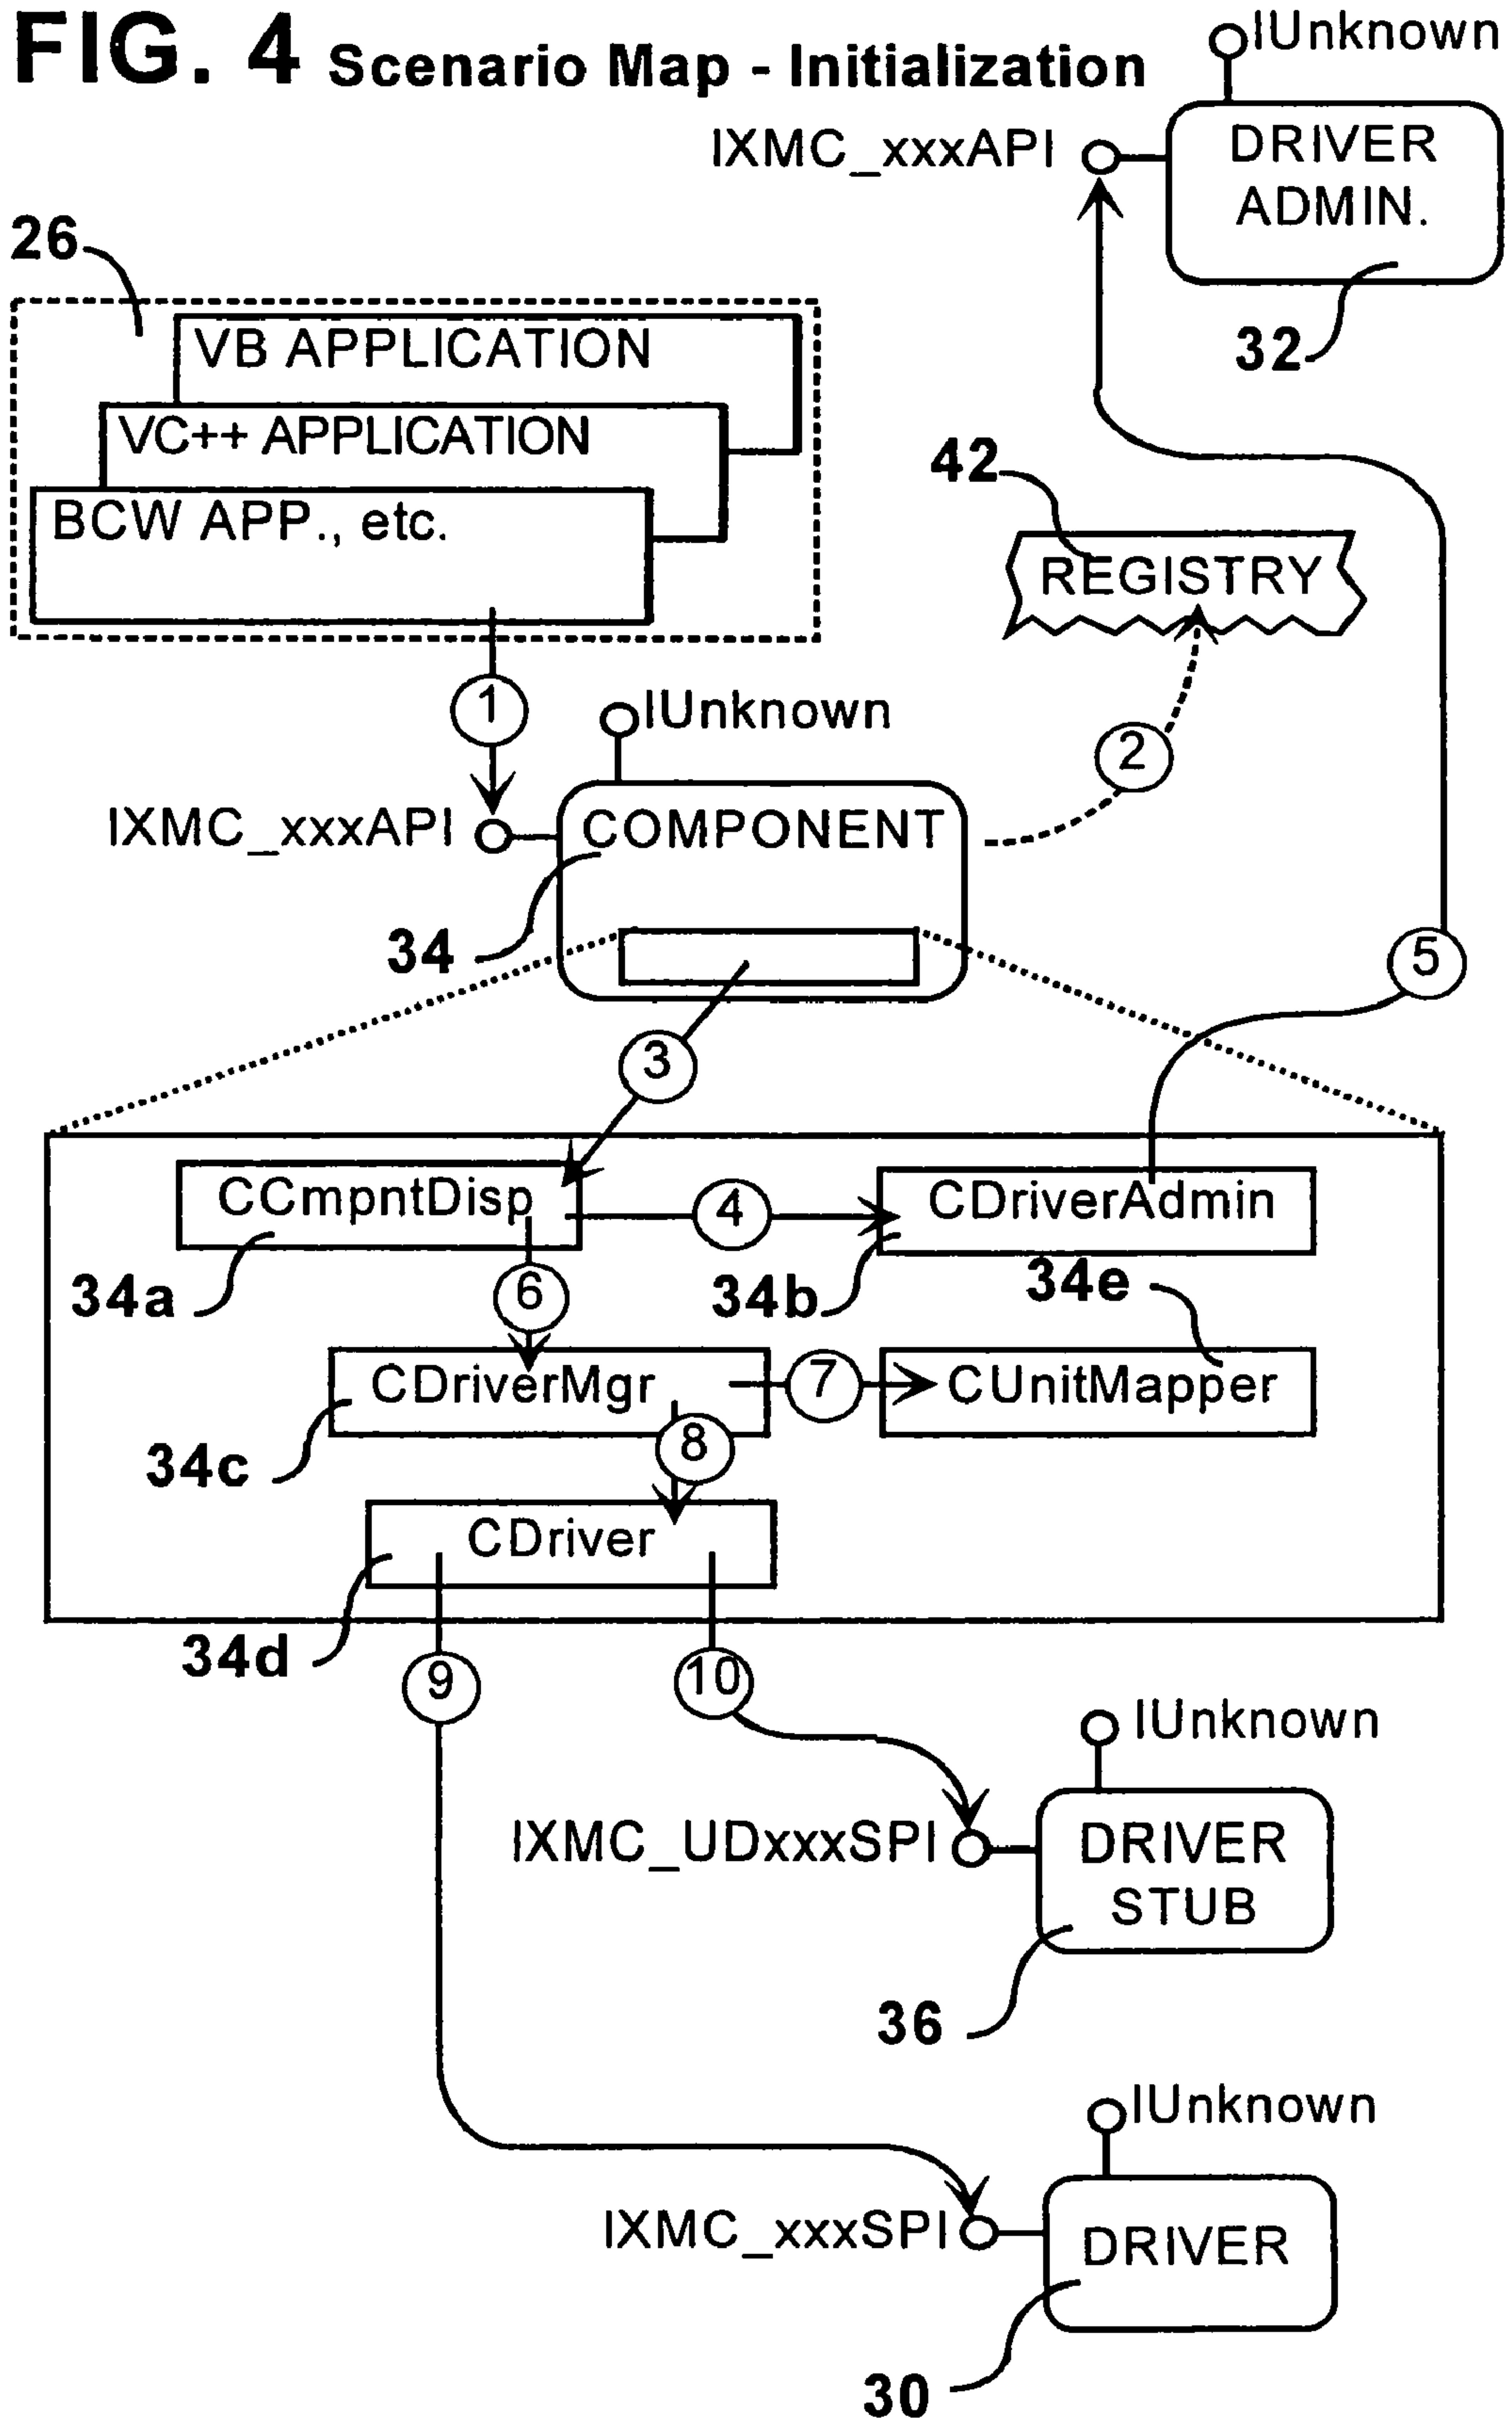 FIG. 4 Scenario Map - Initialization
IUnknown
IXMC_xxxAPI
DRIVER
ADMIN.
32
26
VB APPLICATION
VC++ APPLICATION
BCW APP., etc.
42
REGISTRY
1
IUnknown
2
IXMC_xxxAPI
COMPONENT
34
5
3
CCmpntDisp
4
CDriverAdmin
34a
6
34b
34e
CDriverMgr
7
CUnitMapper
34c
8
CDriver
34d
9
10
IUnknown
IXMC_UDxxxSPI
DRIVER
STUB
36
IUnknown
IXMC_xxxSPI
DRIVER
30